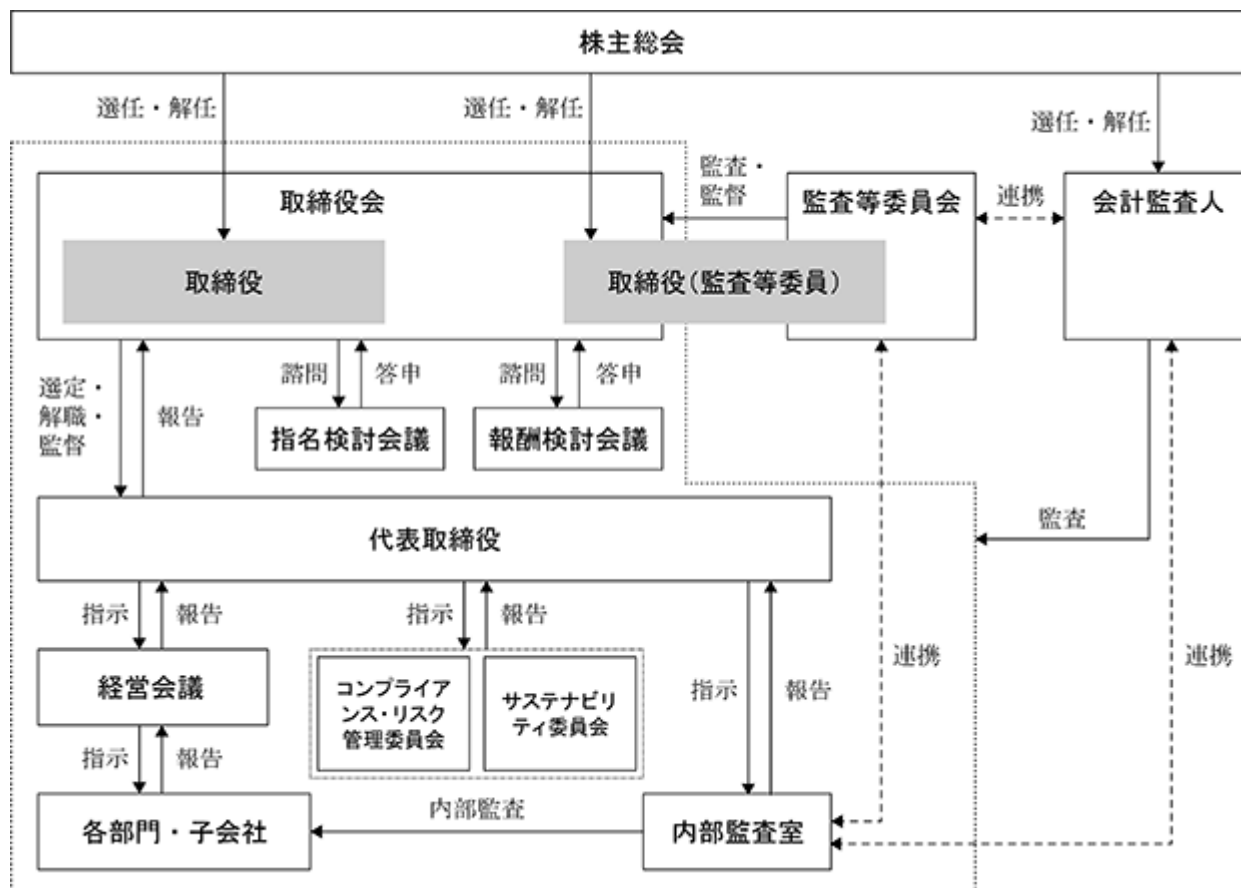 株主総会
選任・解任
選任・解任
選任・解任
取締役会
監査・
監督
監査等委員会
連携
会計監査人
取締役
取締役(監査等委員)
選定・
解職・
監督
報告
諮問
答申
諮問
答申
指名検討会議
報酬検討会議
代表取締役
監査
指示
報告
指示
報告
指示
報告
連携
連携
経営会議
コンプライア
ンス・リスク
管理委員会
サステナビリ
ティ委員会
指示
報告
各部門・子会社
内部監査
内部監査室